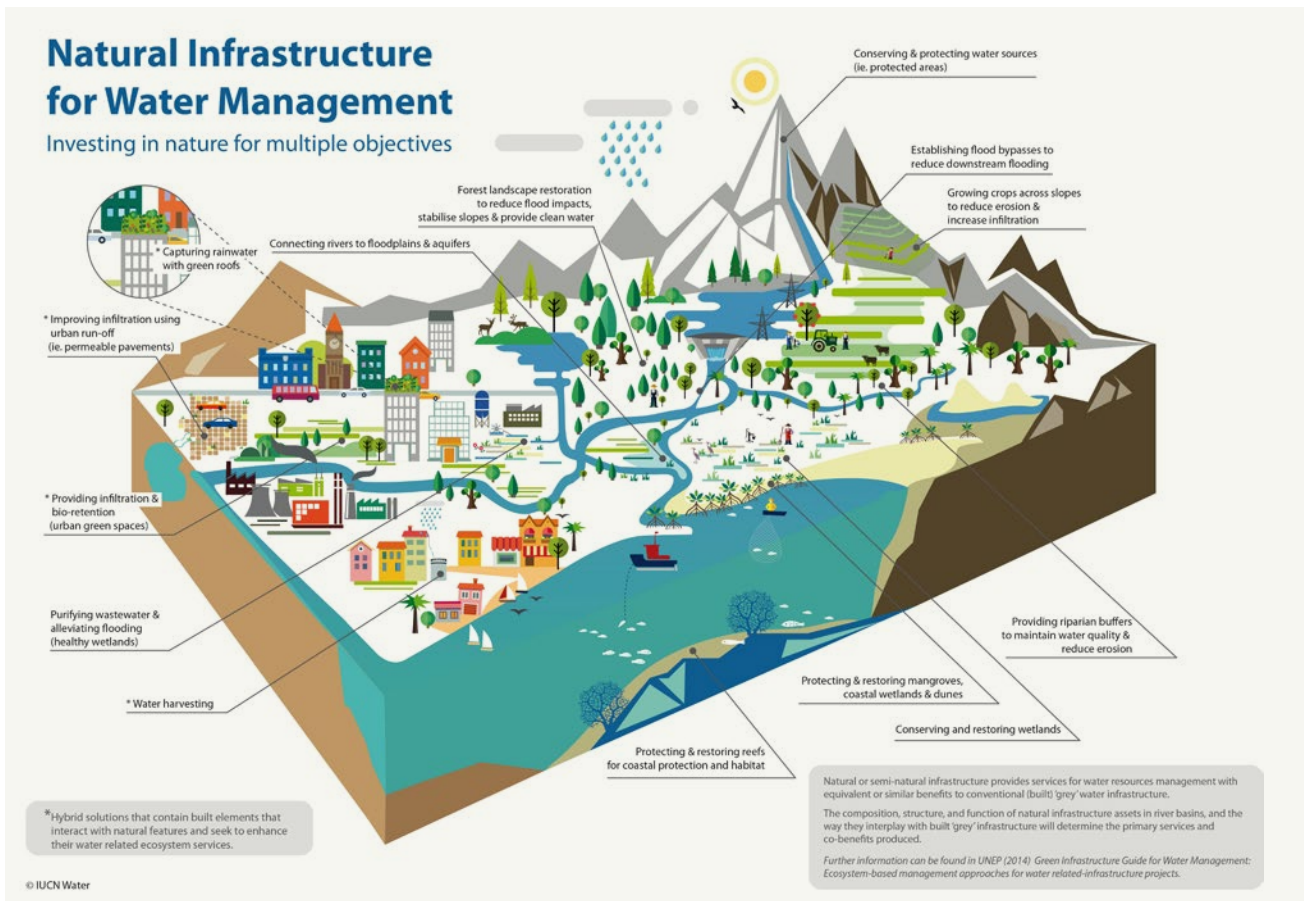 Natural Infrastructure
for Water Management
Investing in nature for multiple objectives
Conserving & protecting water sources
(ie. protected areas)
Establishing flood bypasses to
reduce downstream flooding
Growing crops across slopes
to reduce erosion &
increase infiltration
Forest landscape restoration
to reduce flood impacts,
stabilise slopes & provide clean water
Connecting rivers to floodplains & aquifers
* Capturing rainwater
with green roofs
* Improving infiltration using
urban run-off
(ie. permeable pavements)
* Providing infiltration &
bio-retention
(urban green spaces)
Purifying wastewater &
alleviating flooding
(healthy wetlands)
* Water harvesting
Providing riparian buffers
to maintain water quality &
reduce erosion
Protecting & restoring mangroves,
coastal wetlands & dunes
Conserving and restoring wetlands
Protecting & restoring reefs
for coastal protection and habitat
*Hybrid solutions that contain built elements that
interact with natural features and seek to enhance
their water related ecosystem services.
Natural or semi-natural infrastructure provides services for water resources management with
equivalent or similar benefits to conventional (built) 'grey' water infrastructure.
The composition, structure, and function of natural infrastructure assets in river basins, and the
way they interplay with built 'grey' infrastructure will determine the primary services and
co-benefits produced.
Further information can be found in UNEP (2014) Green Infrastructure Guide for Water Management:
Ecosystem-based management approaches for water related-infrastructure projects.
© IUCN Water